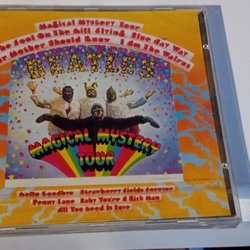 Magical Mystery Tour
The Fool On The Hill Flying Blue Jay Way
Your Mother Should Know I Am The Walrus
BEATLES
MAGICAL MYSTERY
TOUR
Hello Goodbye Strawberry Fields Forever
Penny Lane Baby You're A Rich Man
All You Need Is Love